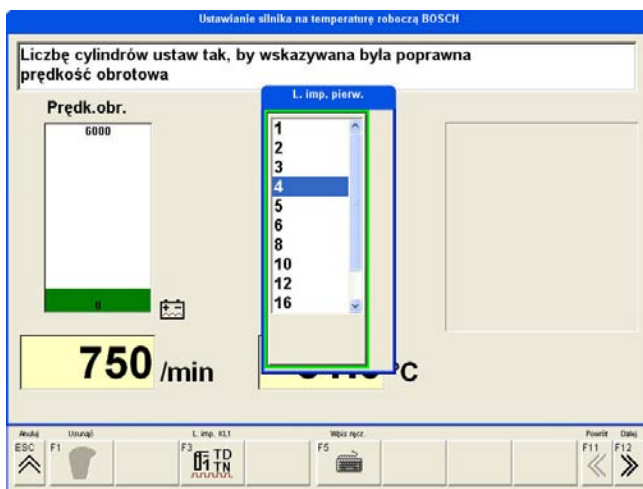 Ustawianie silnika na temperaturę roboczą BOSCH
Liczbę cylindrów ustaw tak, by wskazywana była poprawna
prędkość obrotowa
Prędk.obr.
6000
0
750 /min
L. imp. pierw.
1
2
3
4
5
6
8
10
12
16
°C
Anuluj
Usunąć
L. imp. KL1
Wpis ręcz.
Powrót
Dalej
ESC
F1
F3
TD
TN
F5
F11
F12